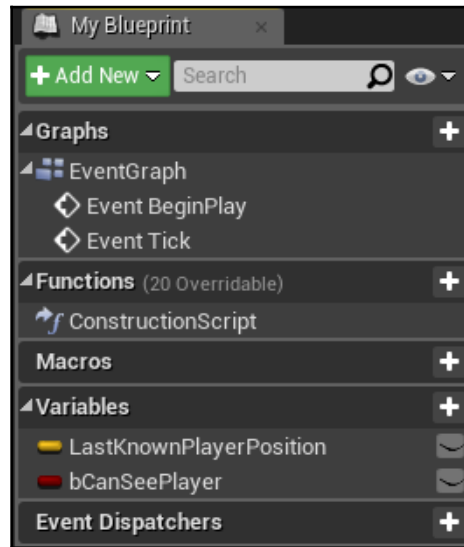 My Blueprint
Add New
Search
Graphs
EventGraph
Event BeginPlay
Event Tick
Functions (20 Overridable)
ConstructionScript
Macros
Variables
LastKnownPlayerPosition
bCanSeePlayer
Event Dispatchers